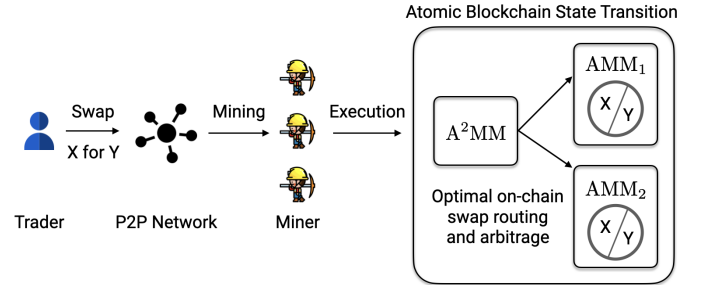 Atomic Blockchain State Transition
Swap
X for Y
Mining
Execution
Trader
P2P Network
Miner
A²MM
Optimal on-chain
swap routing
and arbitrage
AMM₁
X
Y
AMM₂
X
Y